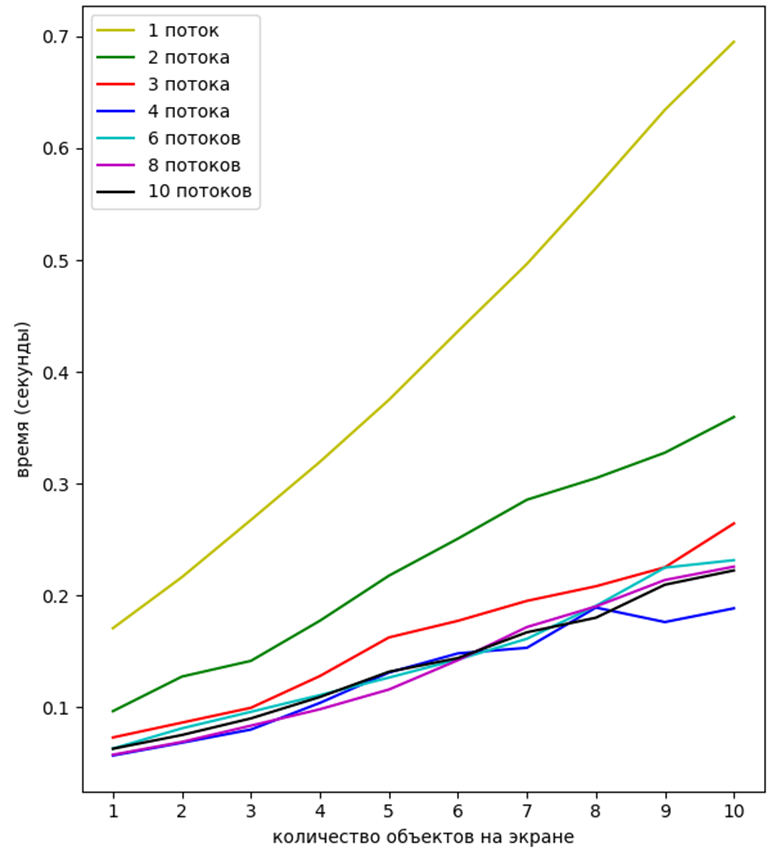 1 поток
2 потока
3 потока
4 потока
6 потоков
8 потоков
10 потоков
время (секунды)
0.7
0.6
0.5
0.4
0.3
0.2
0.1
1 2 3 4 5 6 7 8 9 10
количество объектов на экране